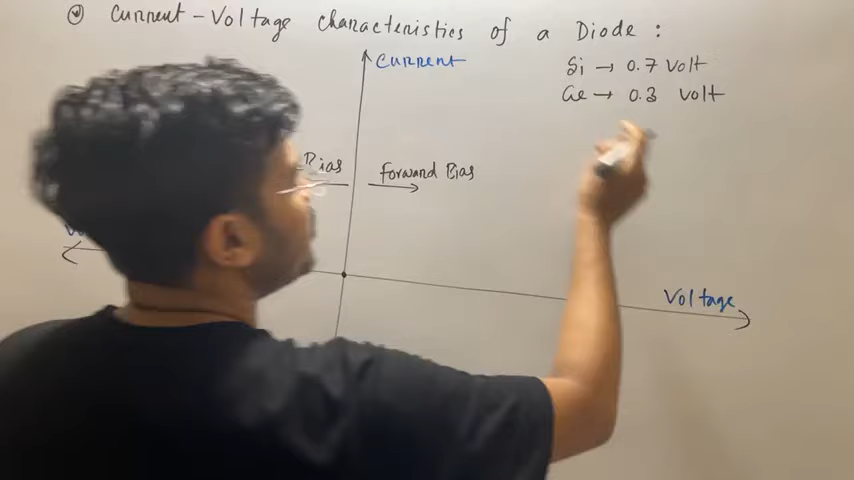 Current-Voltage Characteristics of a Diode :
Current
Si → 0.7 Volt
Ge → 0.3 Volt
Bias
Forward Bias
Voltage